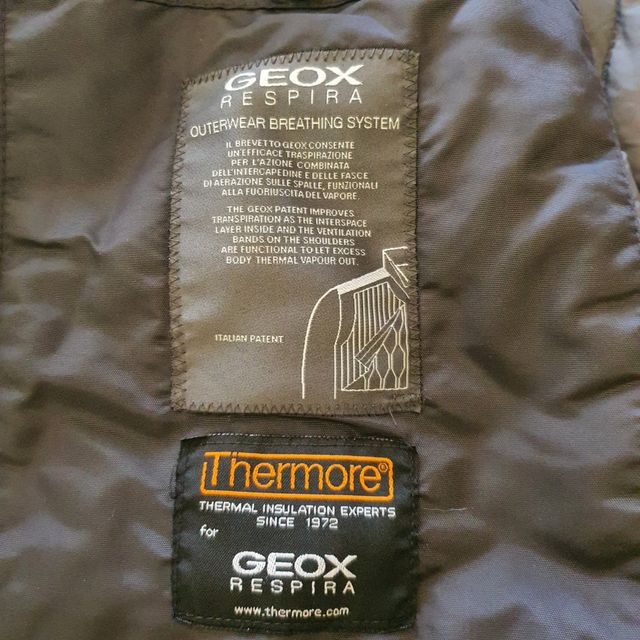 GEOX
RESPIRA
OUTERWEAR BREATHING SYSTEM
IL BREVETTO GEOX CONSENTE
UN'EFFICACE TRASPIRAZIONE
PER L'AZIONE COMBINATA
DELL'INTERCAPEDINE E DELLE FASCE
DI AERAZIONE SULLE SPALLE, FUNZIONALI
ALLA FUORIUSCITA DEL VAPORE.
THE GEOX PATENT IMPROVES
TRANSPIRATION AS THE INTERSPACE
LAYER INSIDE AND THE VENTILATION
BANDS ON THE SHOULDERS
ARE FUNCTIONAL TO LET EXCESS
BODY THERMAL VAPOUR OUT.
ITALIAN PATENT
Thermore®
THERMAL INSULATION EXPERTS
SINCE 1972
for
GEOX
RESPIRA
www.thermore.com